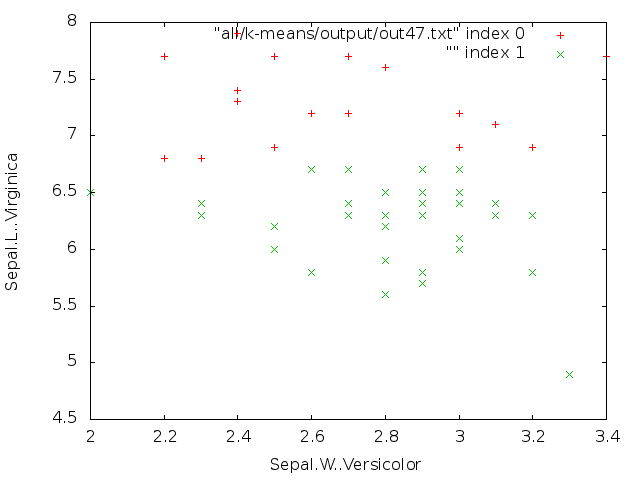 "all/k-means/output/out47.txt" index 0
"" index 1
8
7.5
7
6.5
6
5.5
5
4.5
Sepal.L..Virginica
2 2.2 2.4 2.6 2.8 3 3.2 3.4
Sepal.W..Versicolor